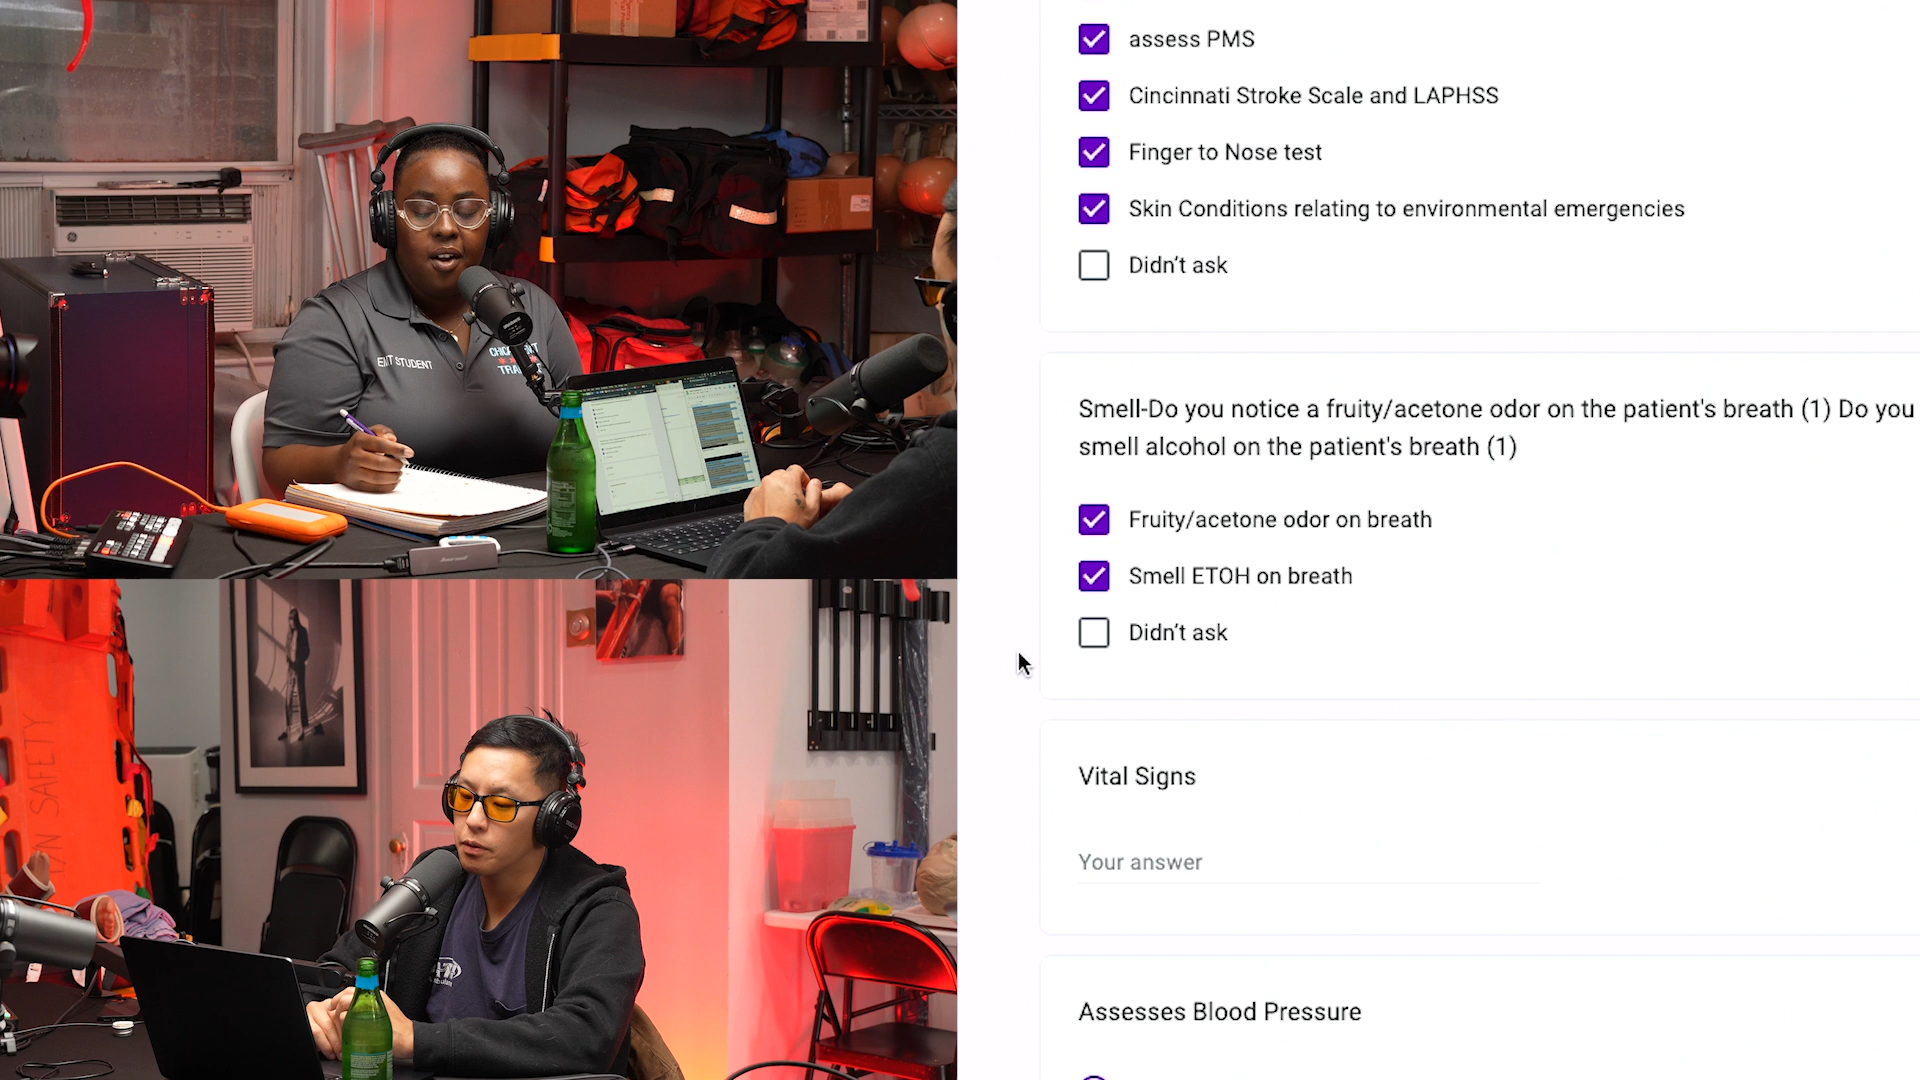 EMT STUDENT
assess PMS
Cincinnati Stroke Scale and LAPHSS
Finger to Nose test
Skin Conditions relating to environmental emergencies
Didn't ask
Smell-Do you notice a fruity/acetone odor on the patient's breath (1) Do you
smell alcohol on the patient's breath (1)
Fruity/acetone odor on breath
Smell ETOH on breath
Didn't ask
Vital Signs
Your answer
Assesses Blood Pressure
SAFETY